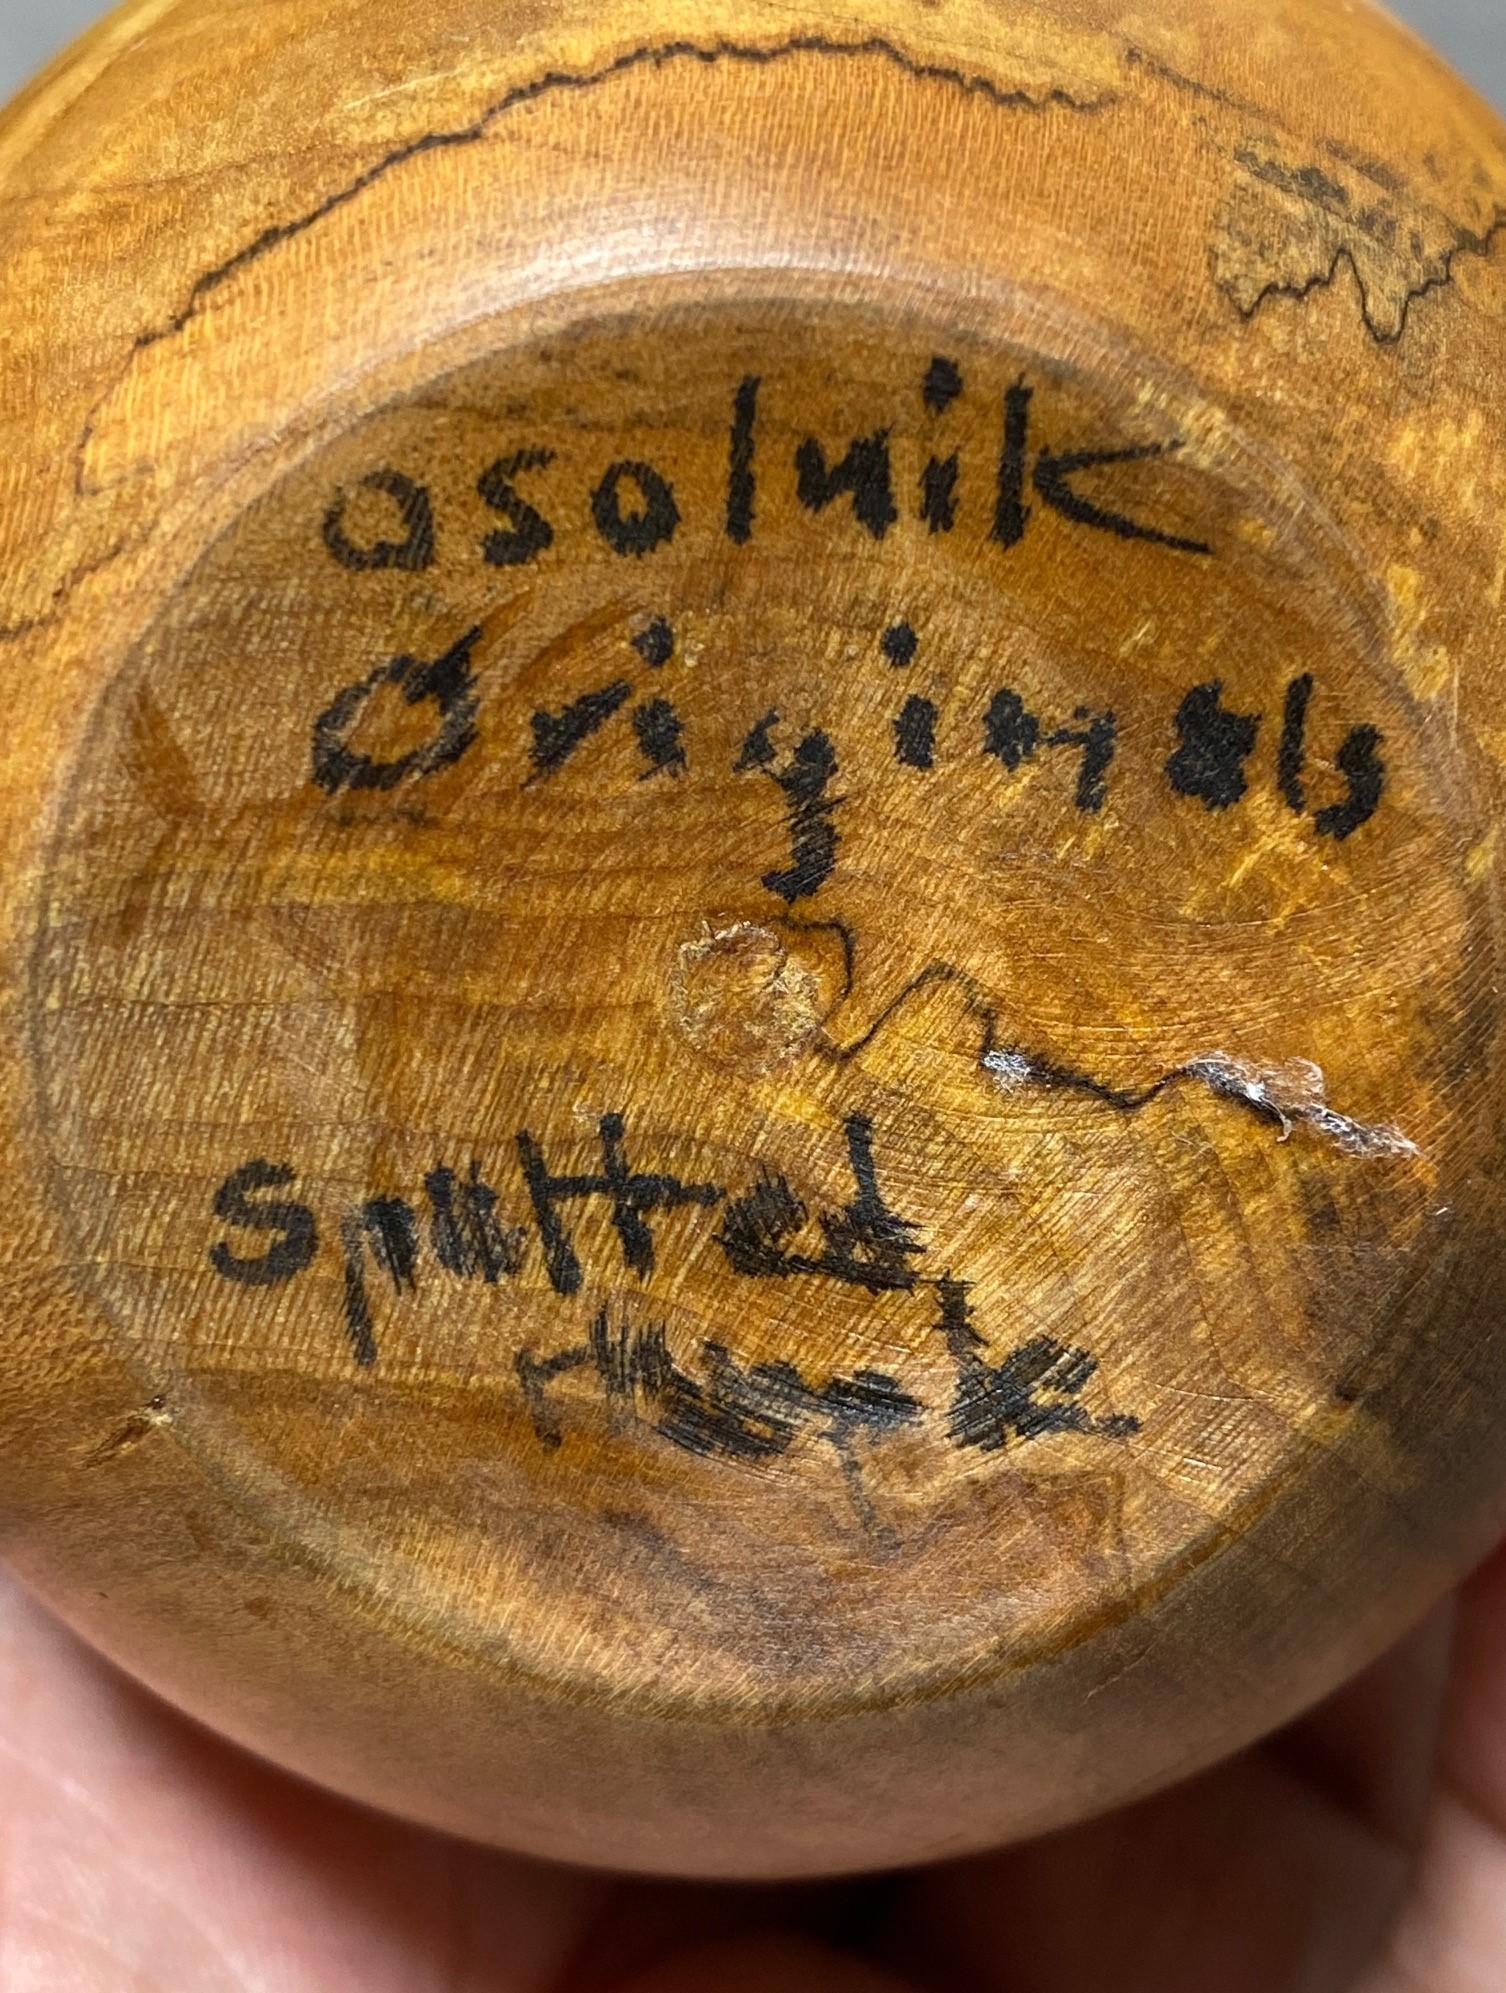 osolnik
Originals
Spalted